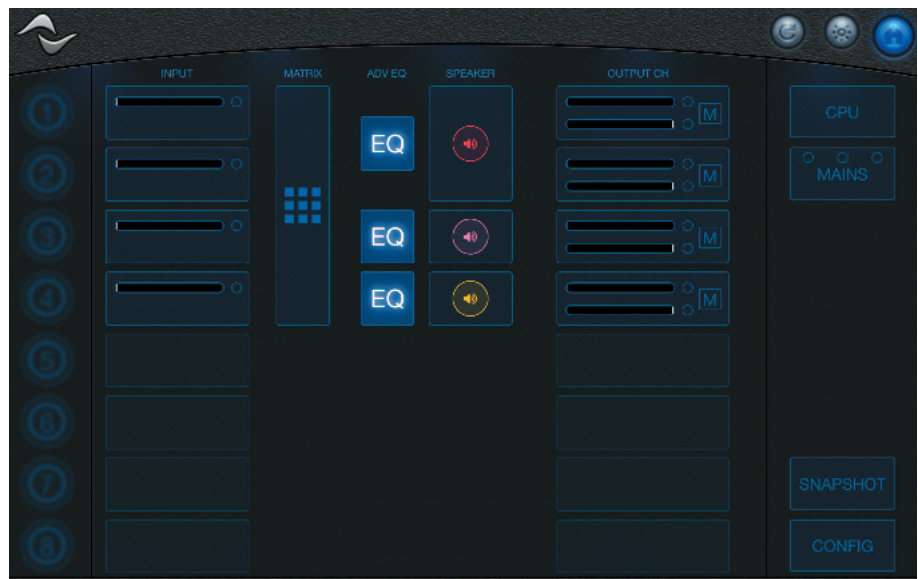 INPUT MATRIX ADV EQ SPEAKER OUTPUT CH
1 M CPU
EQ
2 M MAINS
3 EQ M
4 EQ M
5
6
7 SNAPSHOT
8 CONFIG